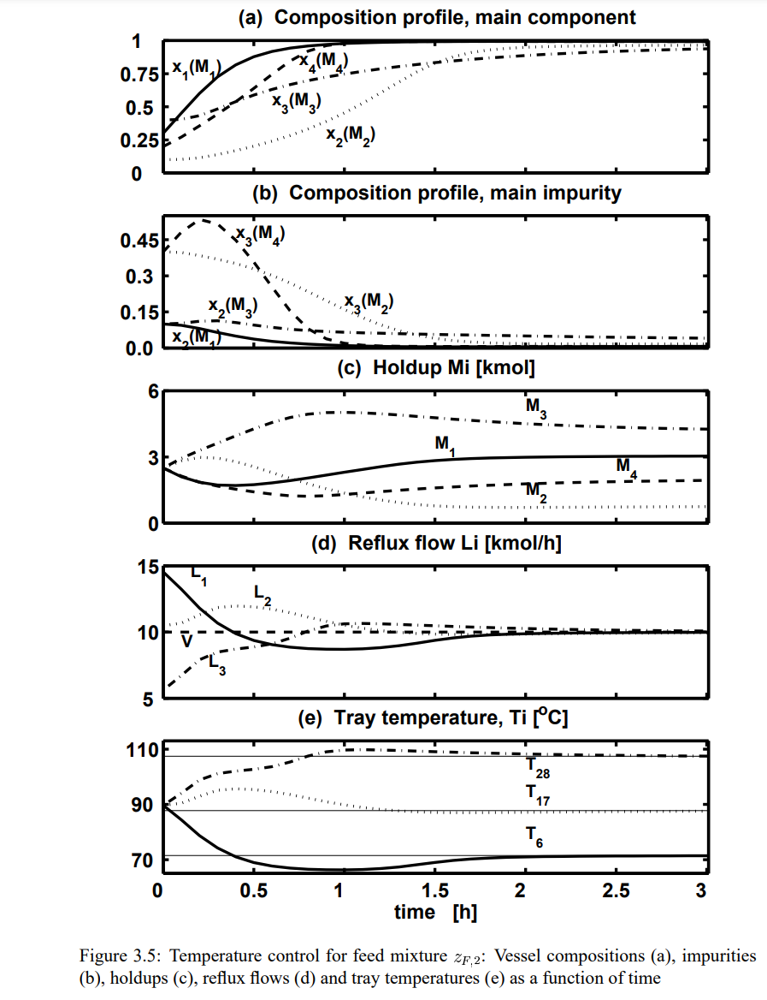 (a) Composition profile, main component
1
0.75
0.5
0.25
0
x1(M1)
x4(M4)
x3(M3)
x2(M2)
(b) Composition profile, main impurity
0.45
0.3
0.15
0.0
x3(M4)
x2(M3)
x3(M2)
x2(M1)
(c) Holdup Mi [kmol]
6
3
0
M3
M1
M4
M2
(d) Reflux flow Li [kmol/h]
15
10
5
L1
L2
V
L3
(e) Tray temperature, Ti [°C]
110
90
70
T28
T17
T6
0 0.5 1 1.5 2 2.5 3
time [h]
Figure 3.5: Temperature control for feed mixture zF,2: Vessel compositions (a), impurities
(b), holdups (c), reflux flows (d) and tray temperatures (e) as a function of time